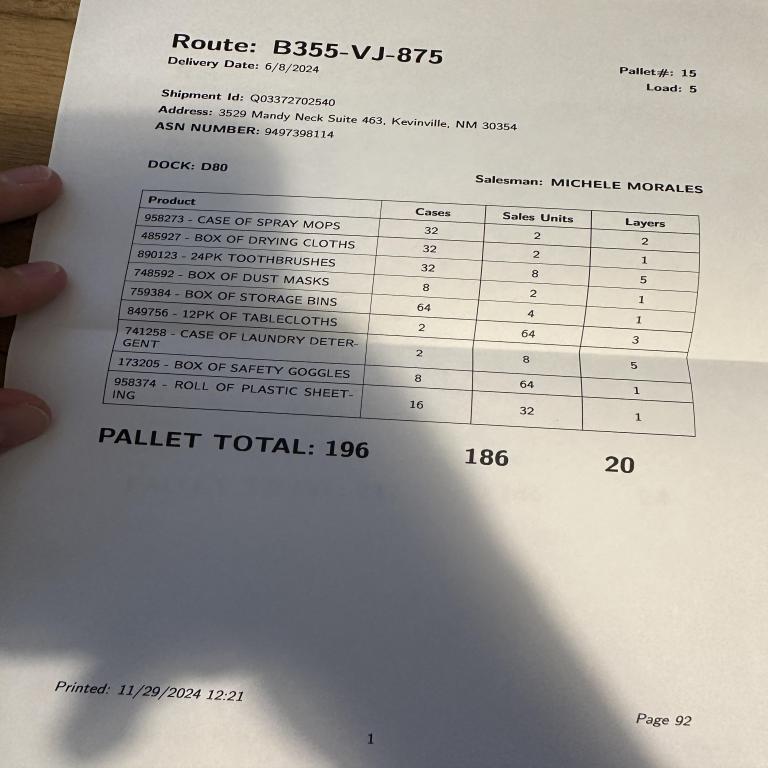 Route: B355-VJ-875
Delivery Date: 6/8/2024
Pallet#: 15
Load: 5
Shipment Id: Q03372702540
Address: 3529 Mandy Neck Suite 463, Kevinville, NM 30354
ASN NUMBER: 9497398114
DOCK: D80
Salesman: MICHELE MORALES
Product Cases Sales Units Layers
958273 - CASE OF SPRAY MOPS 32 2 2
485927 - BOX OF DRYING CLOTHS 32 2 1
890123 - 24PK TOOTHBRUSHES 32 8 5
748592 - BOX OF DUST MASKS 8 2 1
759384 - BOX OF STORAGE BINS 64 4 1
849756 - 12PK OF TABLECLOTHS 2 64 3
741258 - CASE OF LAUNDRY DETER-
GENT 2 8 5
173205 - BOX OF SAFETY GOGGLES 8 64 1
958374 - ROLL OF PLASTIC SHEET-
ING 16 32 1
PALLET TOTAL: 196 186 20
Printed: 11/29/2024 12:21
Page 92
1